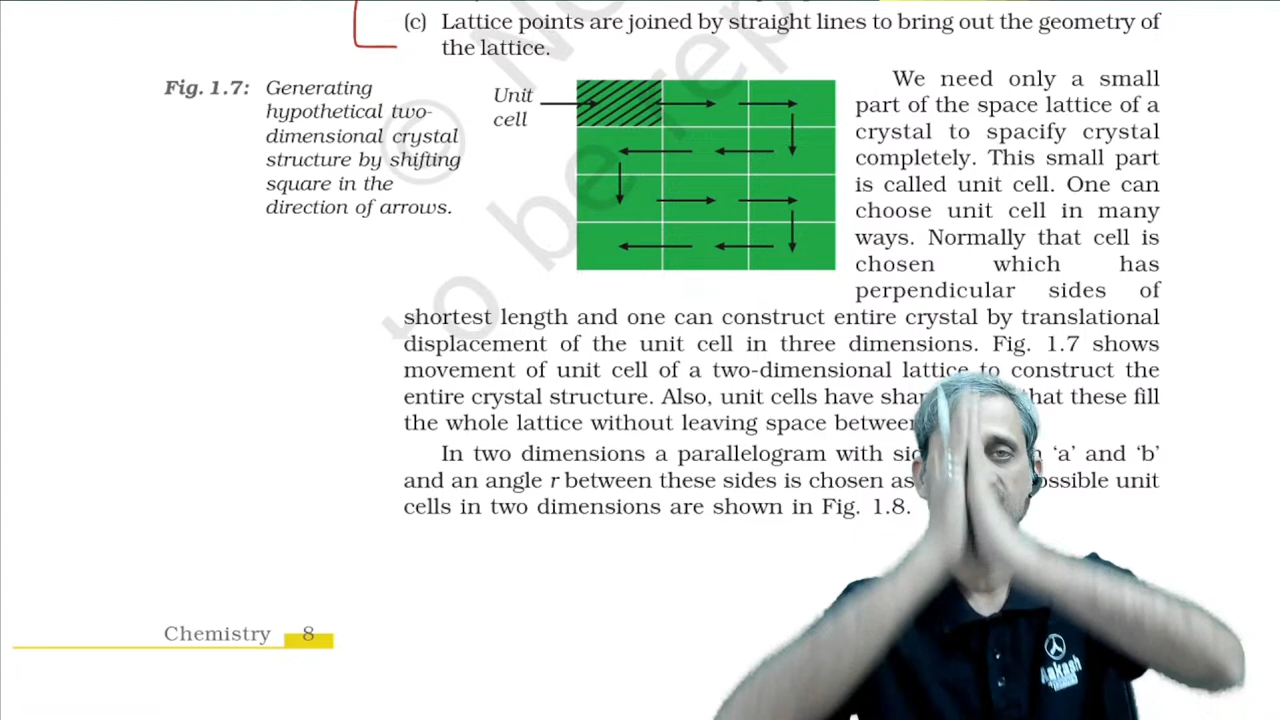 (c) Lattice points are joined by straight lines to bring out the geometry of
the lattice.
Fig. 1.7: Generating
hypothetical two-
dimensional crystal
structure by shifting
square in the
direction of arrows.
Unit
cell
We need only a small
part of the space lattice of a
crystal to spacify crystal
completely. This small part
is called unit cell. One can
choose unit cell in many
ways. Normally that cell is
chosen which has
perpendicular sides of
shortest length and one can construct entire crystal by translational
displacement of the unit cell in three dimensions. Fig. 1.7 shows
movement of unit cell of a two-dimensional lattice to construct the
entire crystal structure. Also, unit cells have that these fill
the whole lattice without leaving space between
In two dimensions a parallelogram with ‘a’ and ‘b’
and an angle r between these sides is chosen as unit
cells in two dimensions are shown in Fig. 1.8.
Chemistry 8
©
to be rep
Aakash